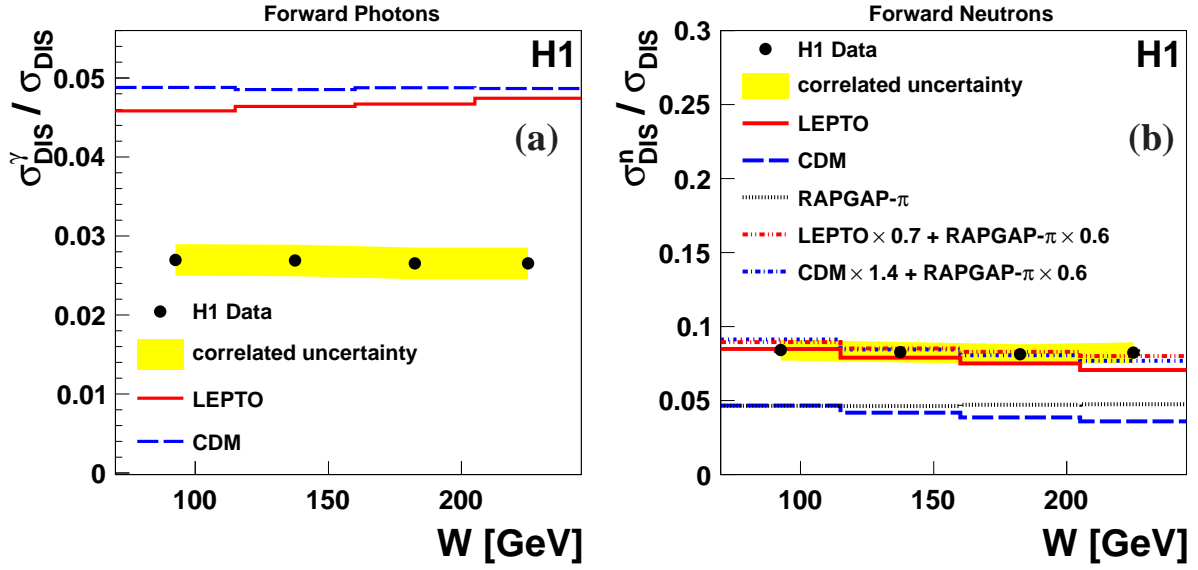 Forward Photons
H1
σ^γ_DIS / σ_DIS
(a)
0.05
0.04
0.03
0.02
0.01
0
H1 Data
correlated uncertainty
LEPTO
CDM
100
150
200
W [GeV]
Forward Neutrons
H1
σ^n_DIS / σ_DIS
(b)
0.3
0.25
0.2
0.15
0.1
0.05
0
H1 Data
correlated uncertainty
LEPTO
CDM
RAPGAP-π
LEPTO × 0.7 + RAPGAP-π × 0.6
CDM × 1.4 + RAPGAP-π × 0.6
100
150
200
W [GeV]